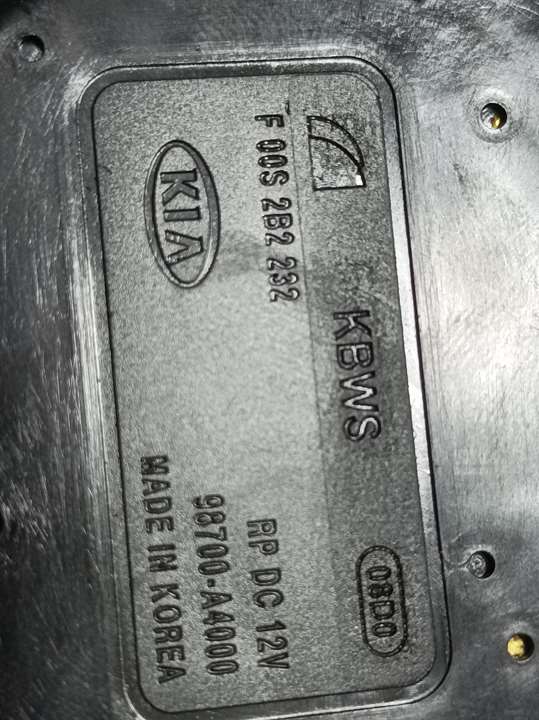 KBWS
08D0
F 00S 2B2 232
RP DC 12V
98700-A4000
KIA
MADE IN KOREA